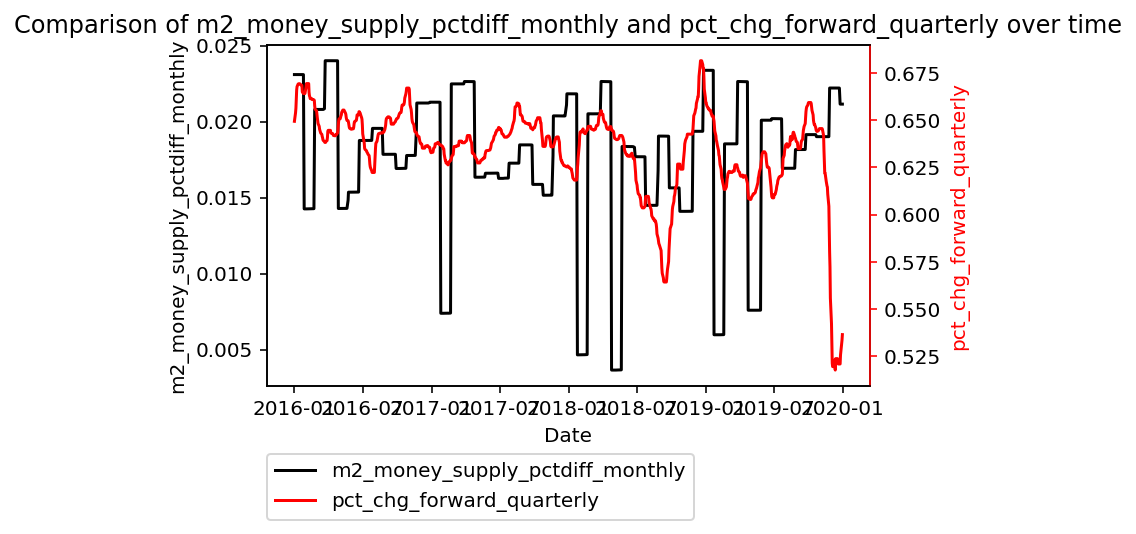 Comparison of m2_money_supply_pctdiff_monthly and pct_chg_forward_quarterly over time
m2_money_supply_pctdiff_monthly
0.025
0.020
0.015
0.010
0.005
0.675
0.650
0.625
0.600
0.575
0.550
0.525
pct_chg_forward_quarterly
2016-01 2016-07 2017-01 2017-07 2018-01 2018-07 2019-01 2019-07 2020-01
Date
m2_money_supply_pctdiff_monthly
pct_chg_forward_quarterly